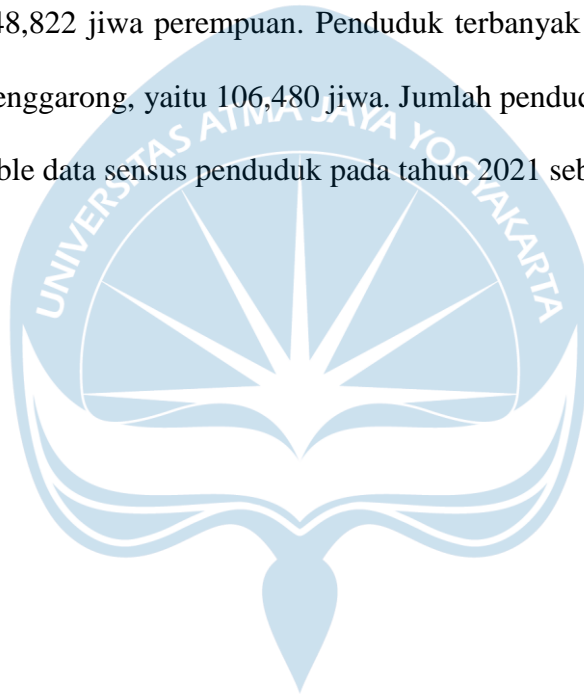 48,822 jiwa perempuan. Penduduk terbanyak
enggarong, yaitu 106,480 jiwa. Jumlah pendud
ble data sensus penduduk pada tahun 2021 seb
UNIVERSITAS ATMA JAYA YOGYAKARTA